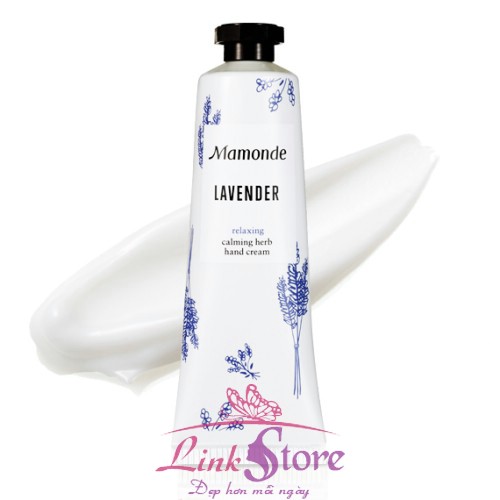 Mamonde
LAVENDER
relaxing
calming herb
hand cream
Link Store
Đẹp hơn mỗi ngày